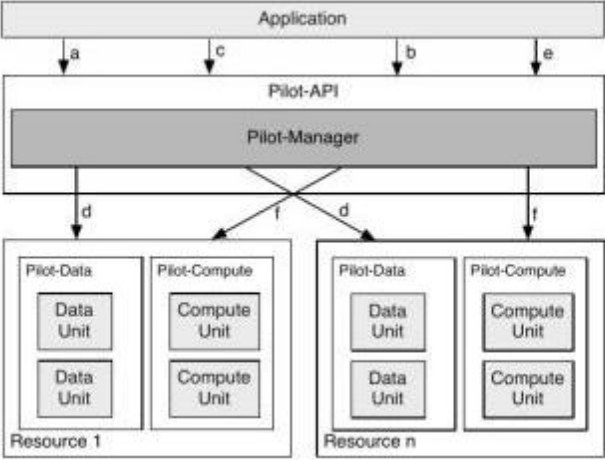 Application
a
c
b
e
Pilot-API
Pilot-Manager
d
f
d
f
Pilot-Data
Pilot-Compute
Data
Unit
Compute
Unit
Data
Unit
Compute
Unit
Resource 1
Pilot-Data
Pilot-Compute
Data
Unit
Compute
Unit
Data
Unit
Compute
Unit
Resource n